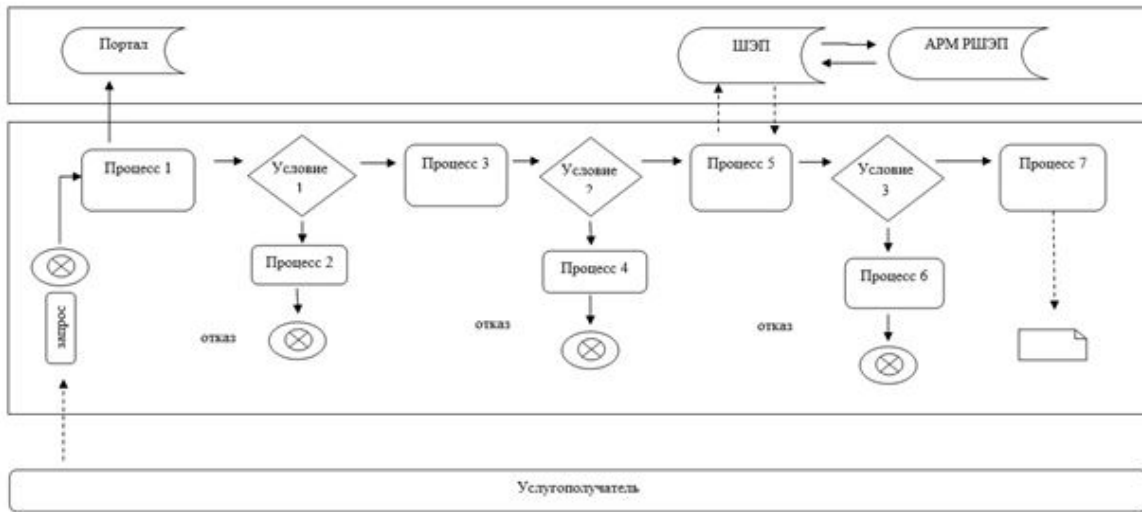 Портал
ШЭП
АРМ РШЭП
Процесс 1
Условие
1
Процесс 3
Условие
2
Процесс 5
Условие
3
Процесс 7
Процесс 2
Процесс 4
Процесс 6
запрос
отказ
отказ
отказ
Услугополучатель